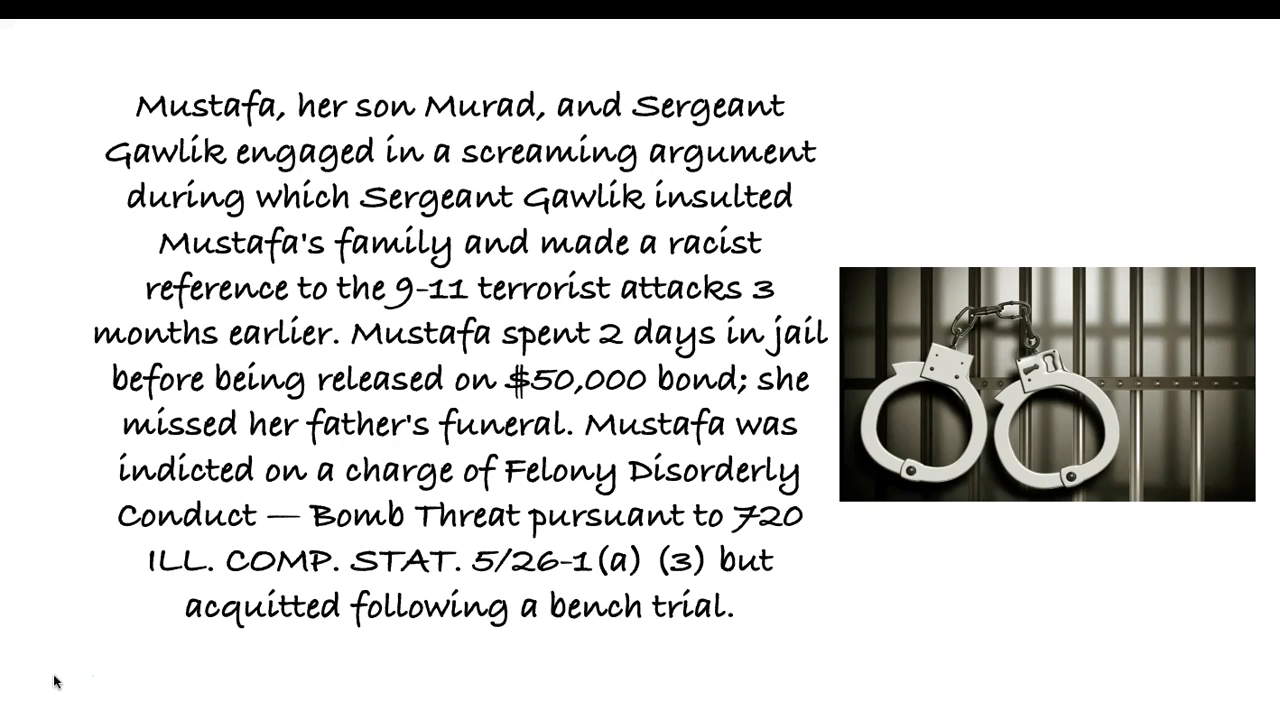 Mustafa, her son Murad, and Sergeant
Gawlik engaged in a screaming argument
during which Sergeant Gawlik insulted
Mustafa's family and made a racist
reference to the 9-11 terrorist attacks 3
months earlier. Mustafa spent 2 days in jail
before being released on $50,000 bond; she
missed her father's funeral. Mustafa was
indicted on a charge of Felony Disorderly
Conduct — Bomb Threat pursuant to 720
ILL. COMP. STAT. 5/26-1(a) (3) but
acquitted following a bench trial.